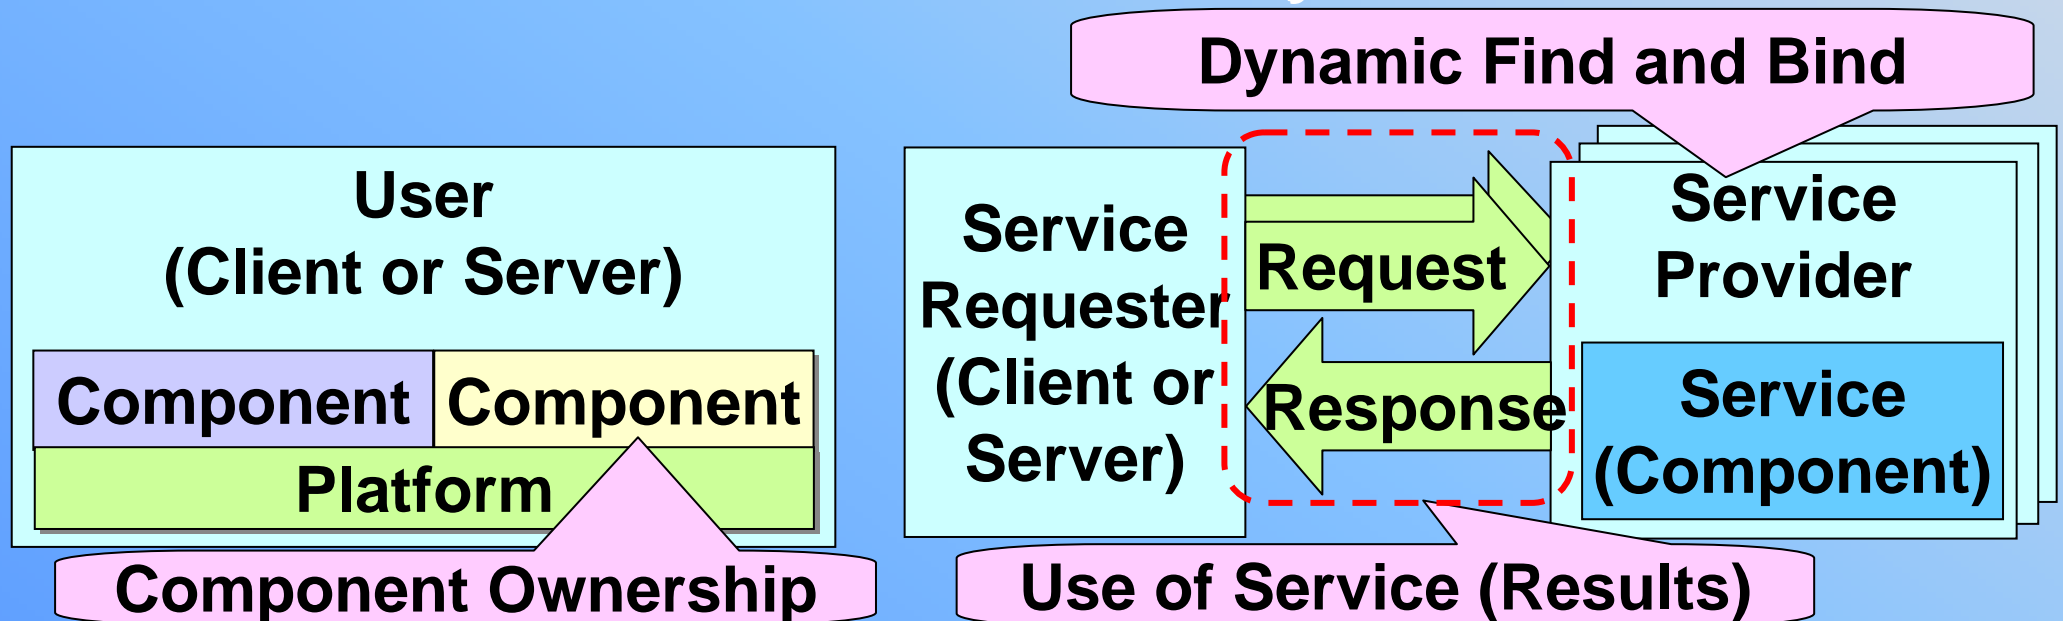 Dynamic Find and Bind
User
(Client or Server)
Component
Component
Platform
Component Ownership
Service
Requester
(Client or
Server)
Request
Response
Service
Provider
Service
(Component)
Use of Service (Results)